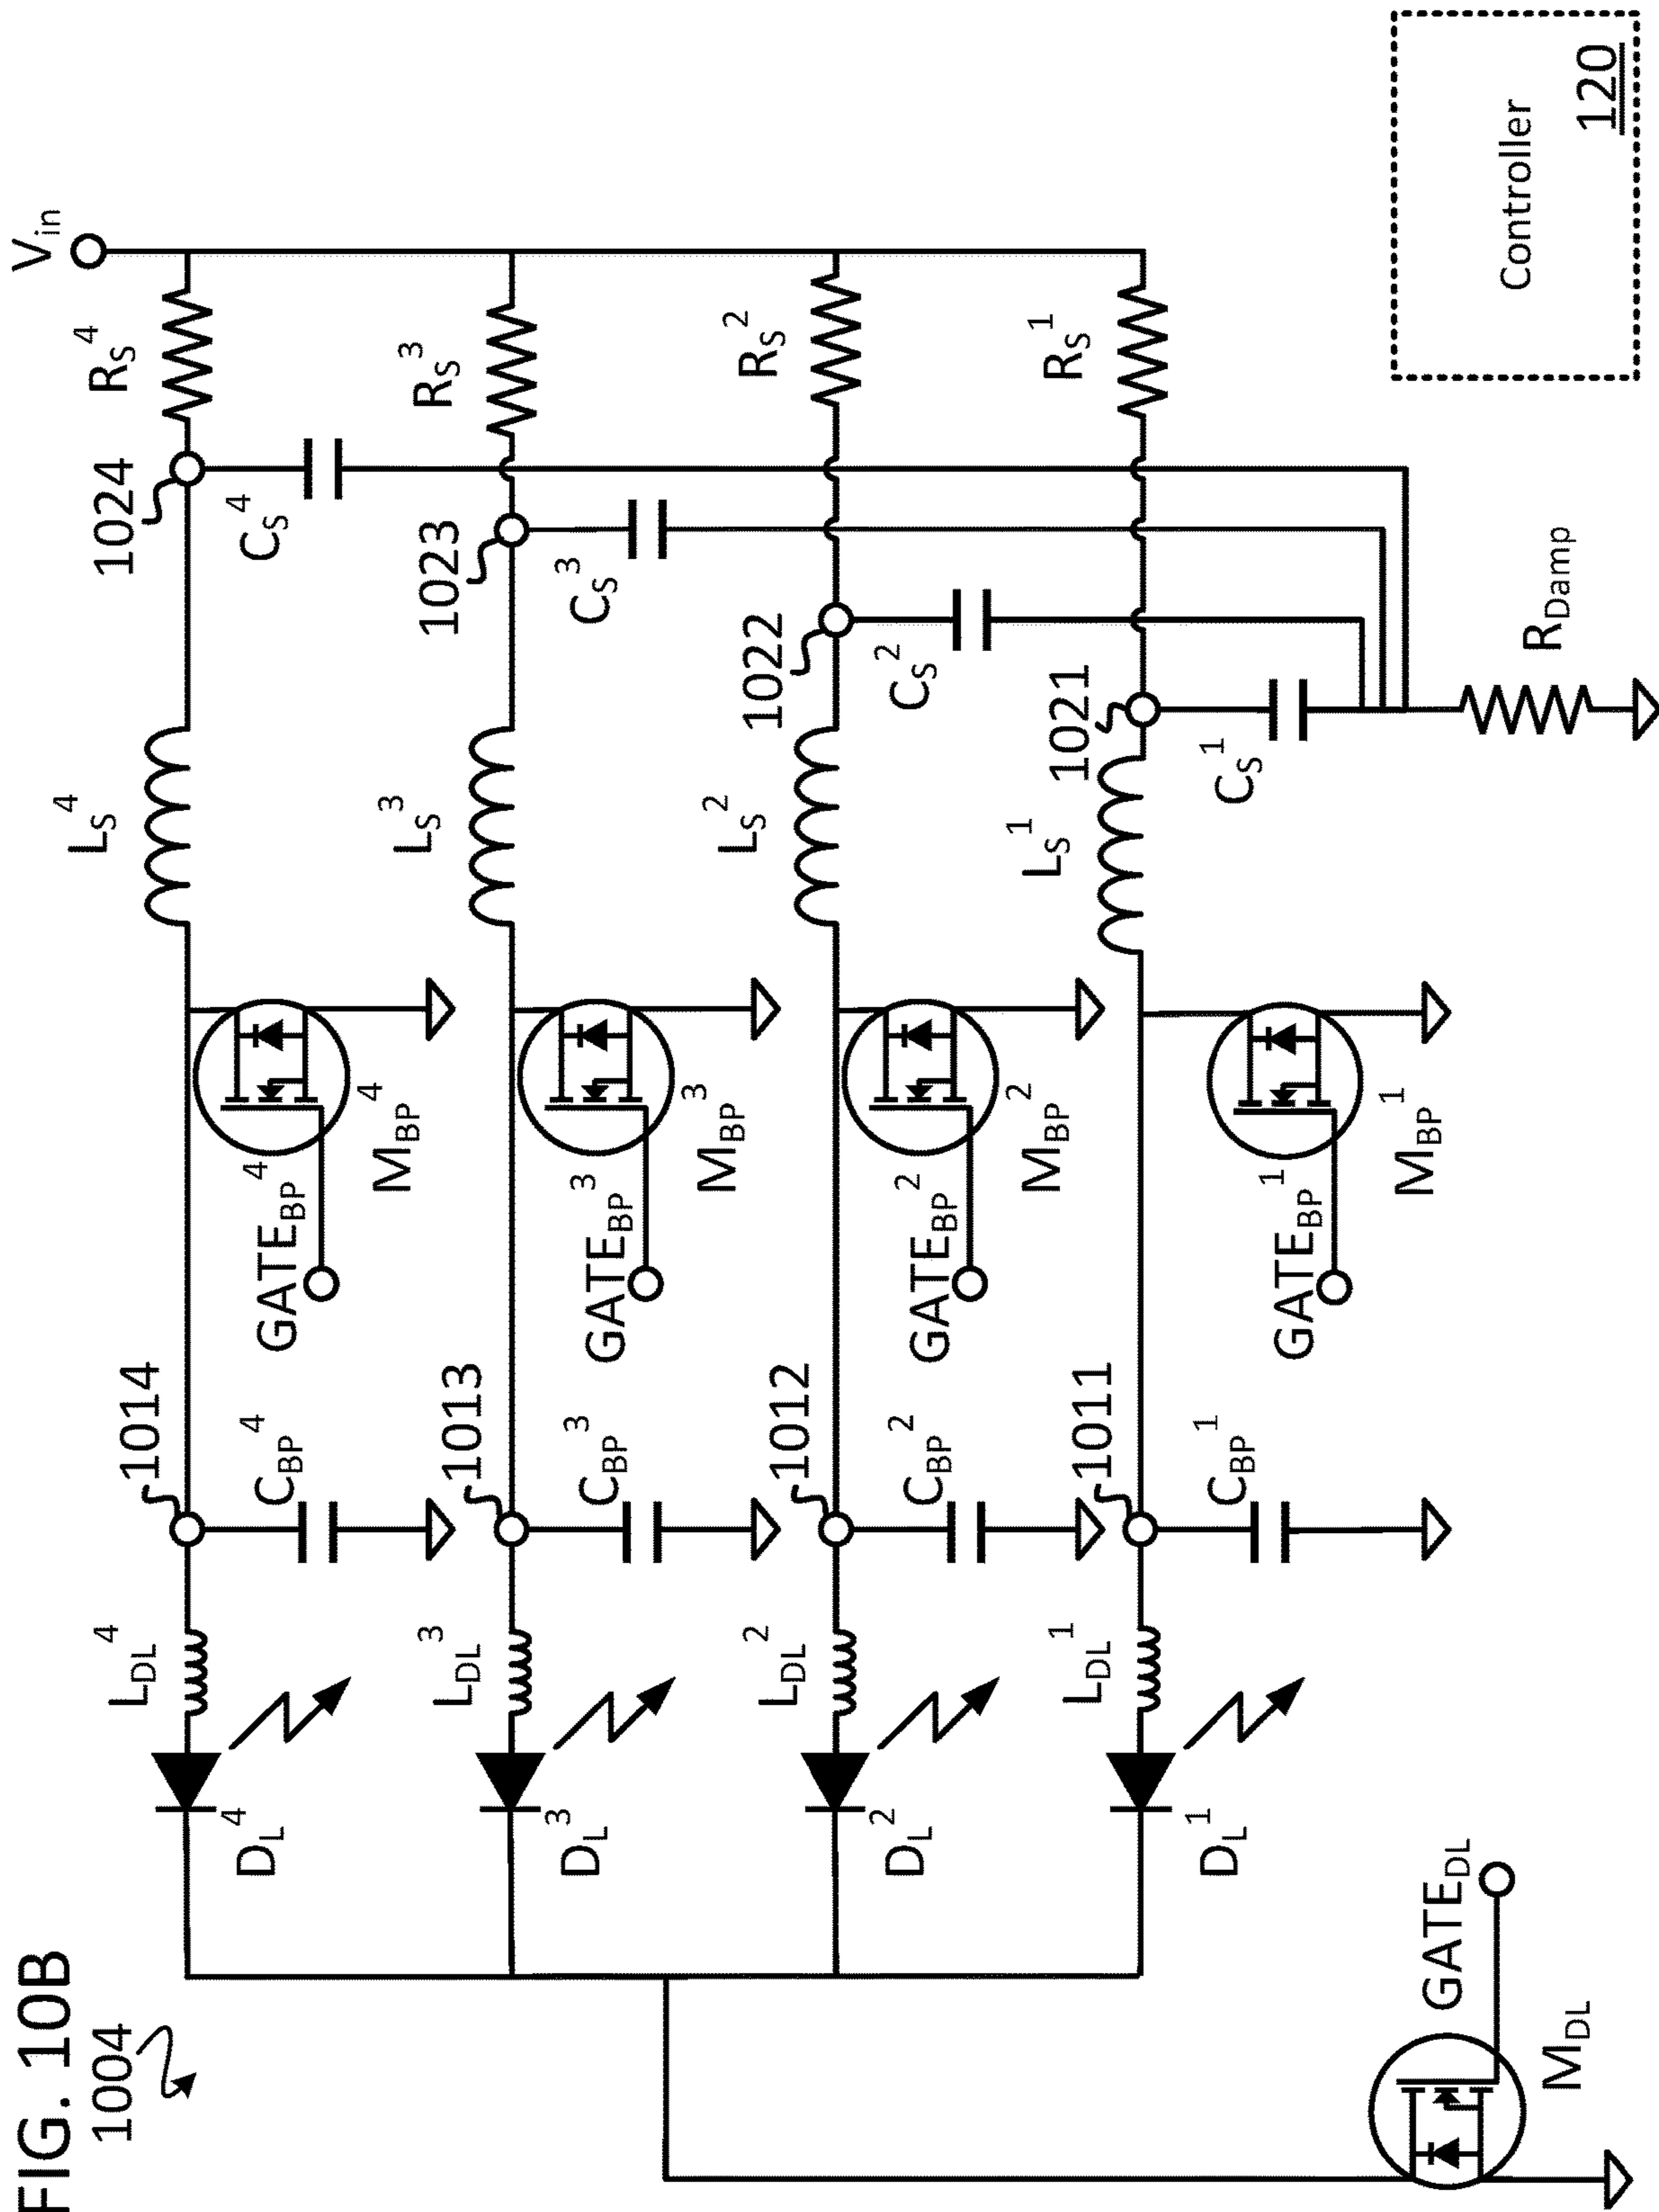 FIG. 10B
1004
V_in
R_S^4
1024
C_S^4
L_S^4
M_BP^4
GATE_BP^4
1014
C_BP^4
L_DL^4
D_L^4
R_S^3
1023
C_S^3
L_S^3
M_BP^3
GATE_BP^3
1013
C_BP^3
L_DL^3
D_L^3
R_S^2
1022
C_S^2
L_S^2
M_BP^2
GATE_BP^2
1012
C_BP^2
L_DL^2
D_L^2
R_S^1
1021
C_S^1
L_S^1
M_BP^1
GATE_BP^1
1011
C_BP^1
L_DL^1
D_L^1
R_Damp
GATE_DL
M_DL
Controller
120